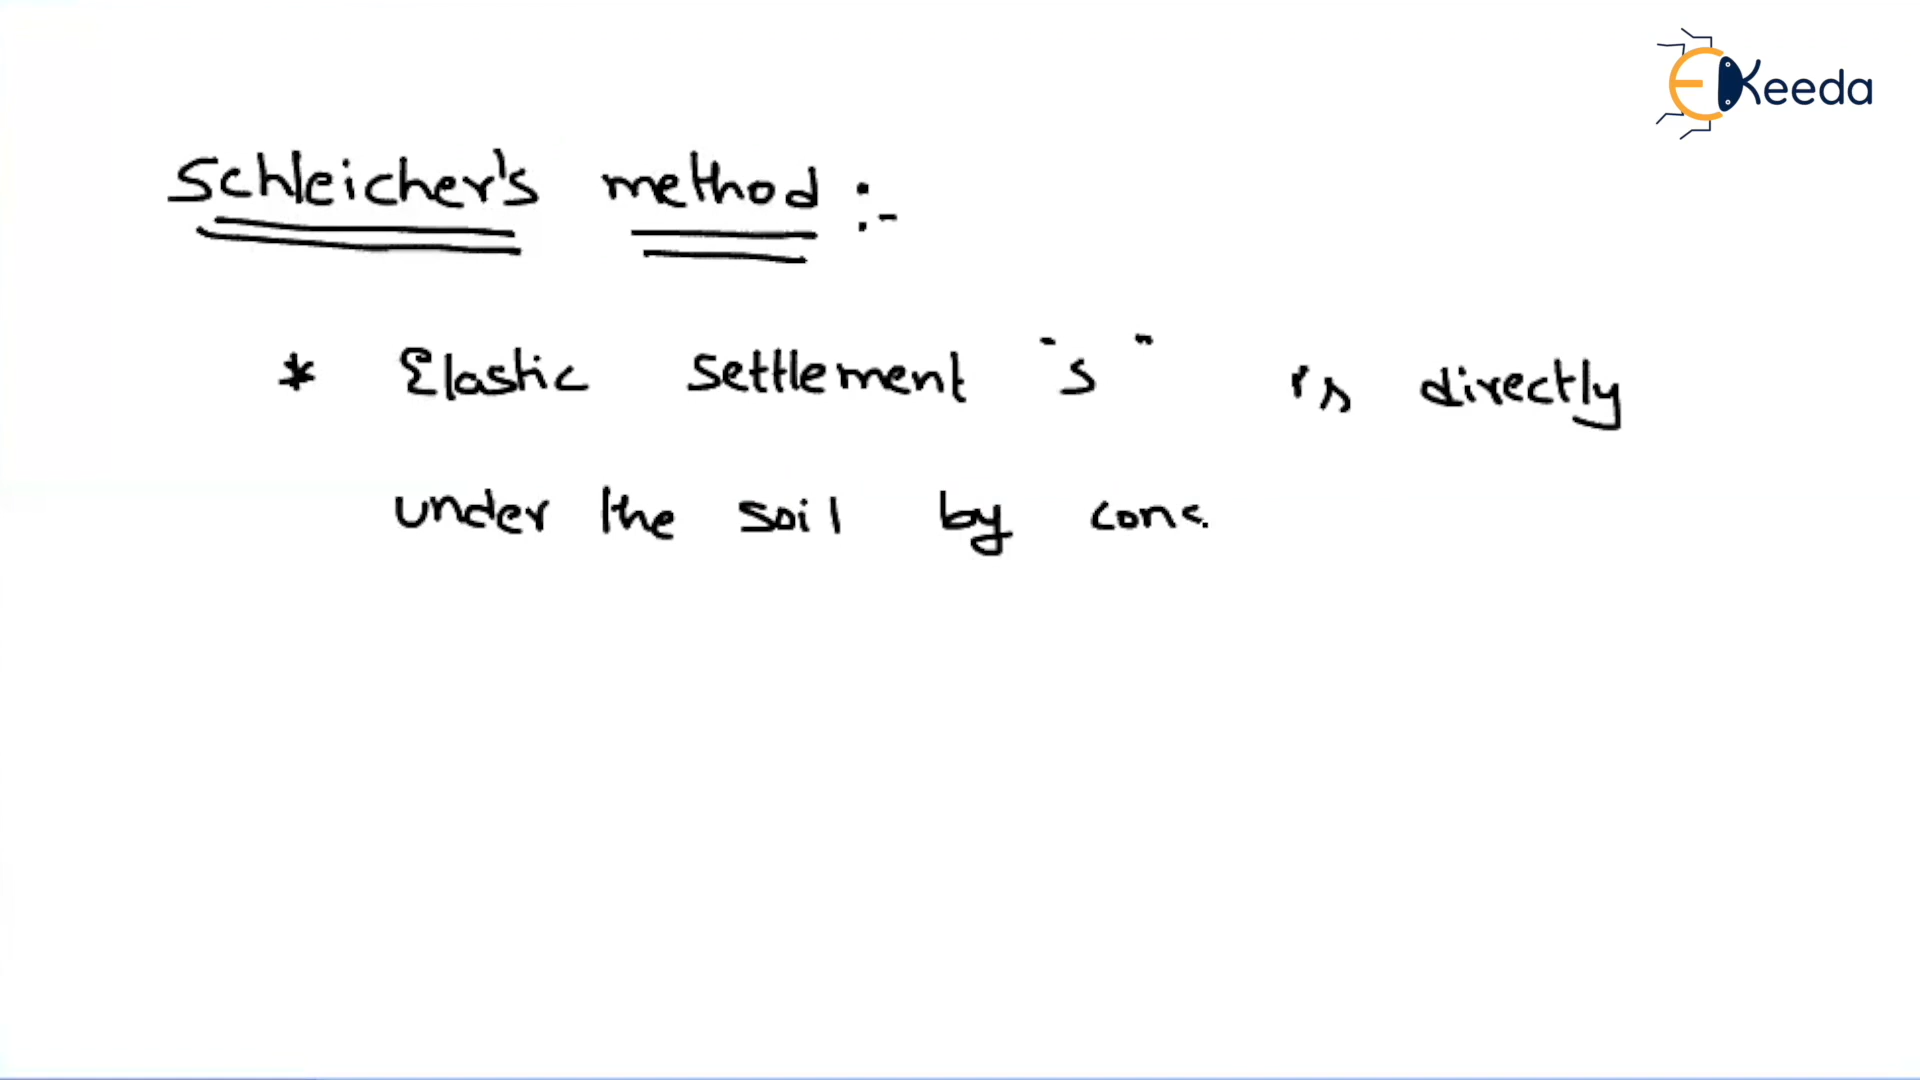 EKeeda
Schleicher's method :-
* Elastic settlement "s" is directly
under the soil by conc